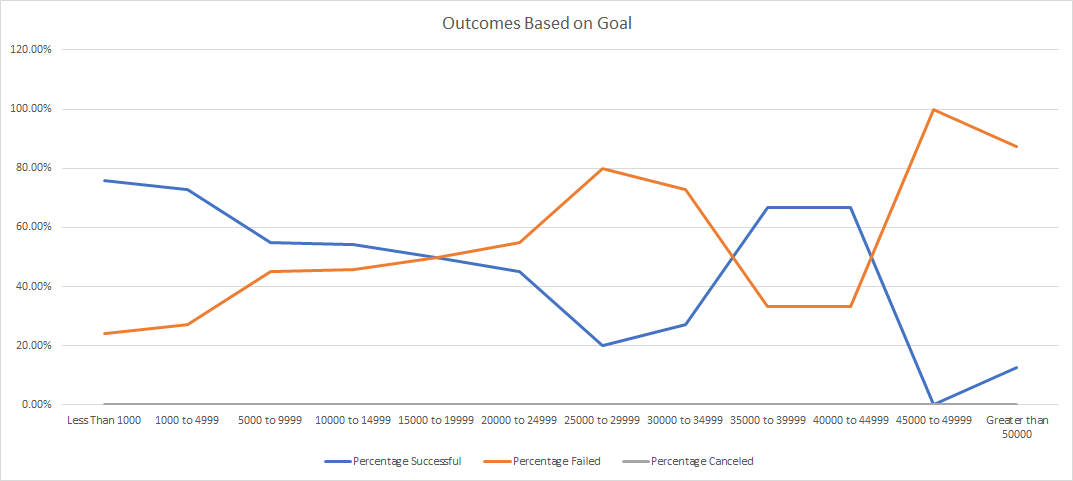 Outcomes Based on Goal
120.00%
100.00%
80.00%
60.00%
40.00%
20.00%
0.00%
Less Than 1000 1000 to 4999 5000 to 9999 10000 to 14999 15000 to 19999 20000 to 24999 25000 to 29999 30000 to 34999 35000 to 39999 40000 to 44999 45000 to 49999 Greater than
50000
Percentage Successful Percentage Failed Percentage Canceled